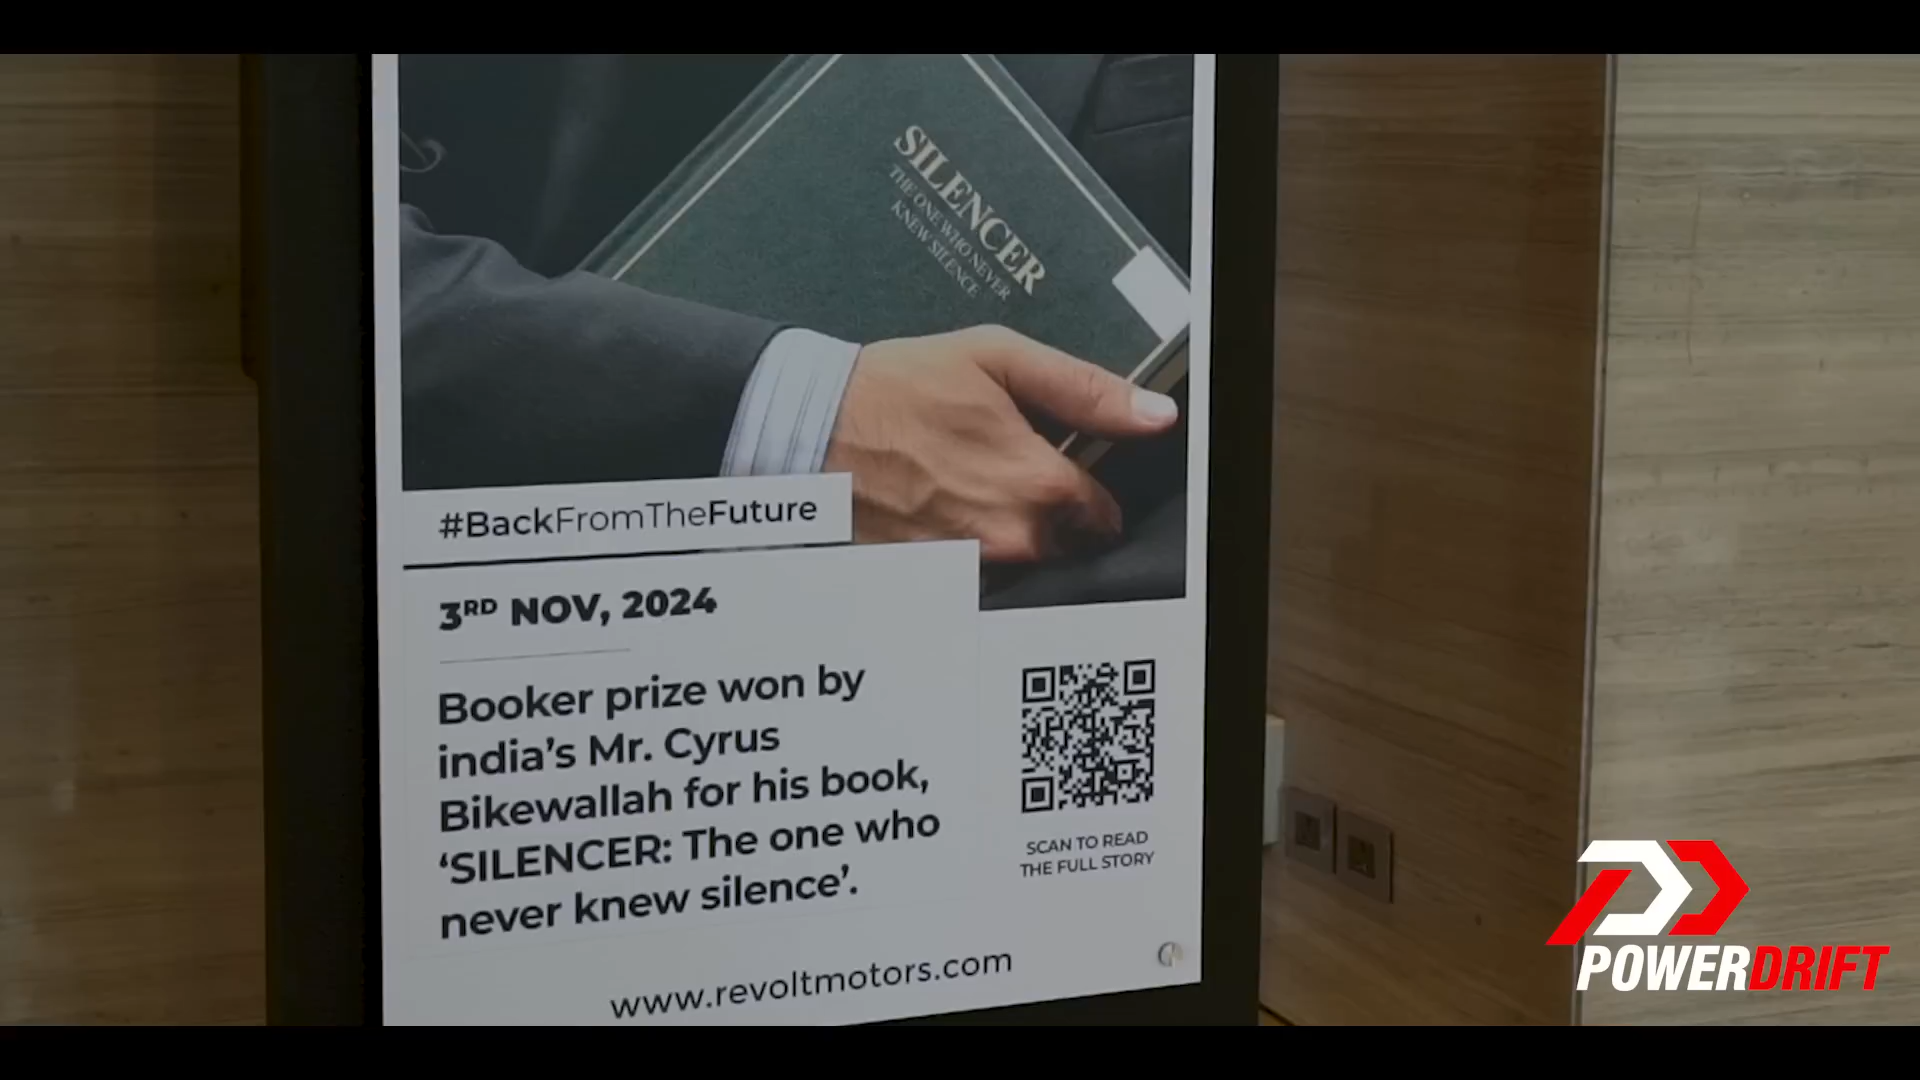 SILENCER
THE ONE WHO NEVER
KNEW SILENCE
#BackFromTheFuture
3RD NOV, 2024
Booker prize won by
india's Mr. Cyrus
Bikewallah for his book,
‘SILENCER: The one who
never knew silence’.
SCAN TO READ
THE FULL STORY
www.revoltmotors.com
POWERDRIFT